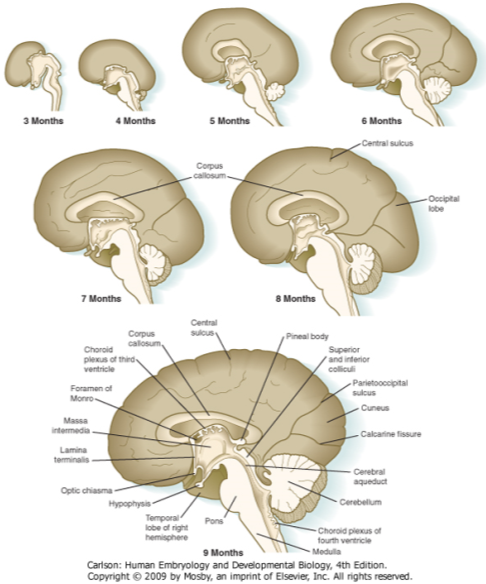 3 Months
4 Months
5 Months
6 Months
Central sulcus
Corpus
callosum
Occipital
lobe
7 Months
8 Months
Central
sulcus
Corpus
callosum
Pineal body
Choroid
plexus of third
ventricle
Superior
and inferior
colliculi
Foramen of
Monro
Parietooccipital
sulcus
Cuneus
Massa
intermedia
Calcarine fissure
Lamina
terminalis
Cerebral
aqueduct
Optic chiasma
Cerebellum
Hypophysis
Temporal
lobe of right
hemisphere
Pons
Choroid plexus of
fourth ventricle
Medulla
9 Months
Carlson: Human Embryology and Developmental Biology, 4th Edition.
Copyright © 2009 by Mosby, an imprint of Elsevier, Inc. All rights reserved.